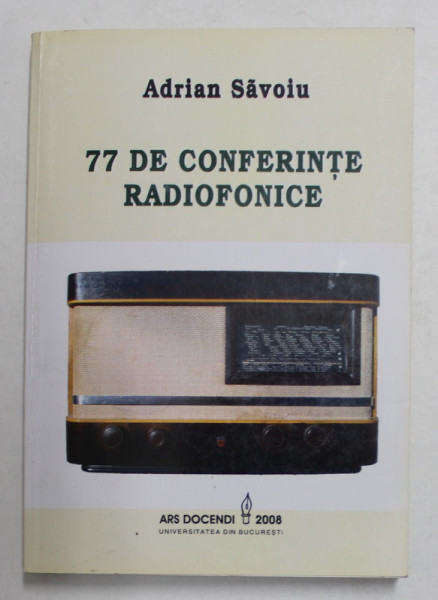 Adrian Săvoiu
77 DE CONFERINȚE
RADIOFONICE
ARS DOCENDI 2008
UNIVERSITATEA DIN BUCUREȘTI